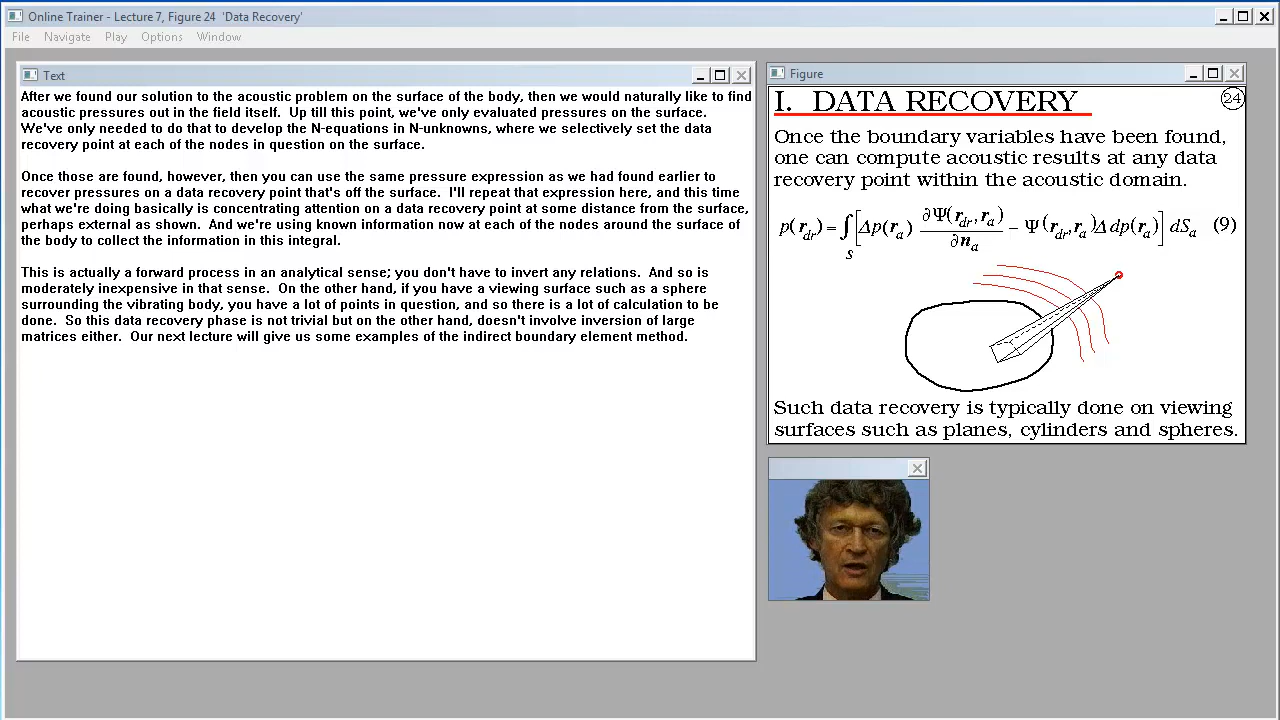 Online Trainer - Lecture 7, Figure 24 'Data Recovery'
File Navigate Play Options Window
Text
After we found our solution to the acoustic problem on the surface of the body, then we would naturally like to find
acoustic pressures out in the field itself. Up till this point, we've only evaluated pressures on the surface.
We've only needed to do that to develop the N-equations in N-unknowns, where we selectively set the data
recovery point at each of the nodes in question on the surface.
Once those are found, however, then you can use the same pressure expression as we had found earlier to
recover pressures on a data recovery point that's off the surface. I'll repeat that expression here, and this time
what we're doing basically is concentrating attention on a data recovery point at some distance from the surface,
perhaps external as shown. And we're using known information now at each of the nodes around the surface of
the body to collect the information in this integral.
This is actually a forward process in an analytical sense; you don't have to invert any relations. And so is
moderately inexpensive in that sense. On the other hand, if you have a viewing surface such as a sphere
surrounding the vibrating body, you have a lot of points in question, and so there is a lot of calculation to be
done. So this data recovery phase is not trivial but on the other hand, doesn't involve inversion of large
matrices either. Our next lecture will give us some examples of the indirect boundary element method.
Figure
I. DATA RECOVERY 24
Once the boundary variables have been found,
one can compute acoustic results at any data
recovery point within the acoustic domain.
p(r_dr) = ∫_S [Δp(r_a) ∂Ψ(r_dr, r_a)/∂n_a − Ψ(r_dr, r_a) Δdp(r_a)] dS_a (9)
Such data recovery is typically done on viewing
surfaces such as planes, cylinders and spheres.